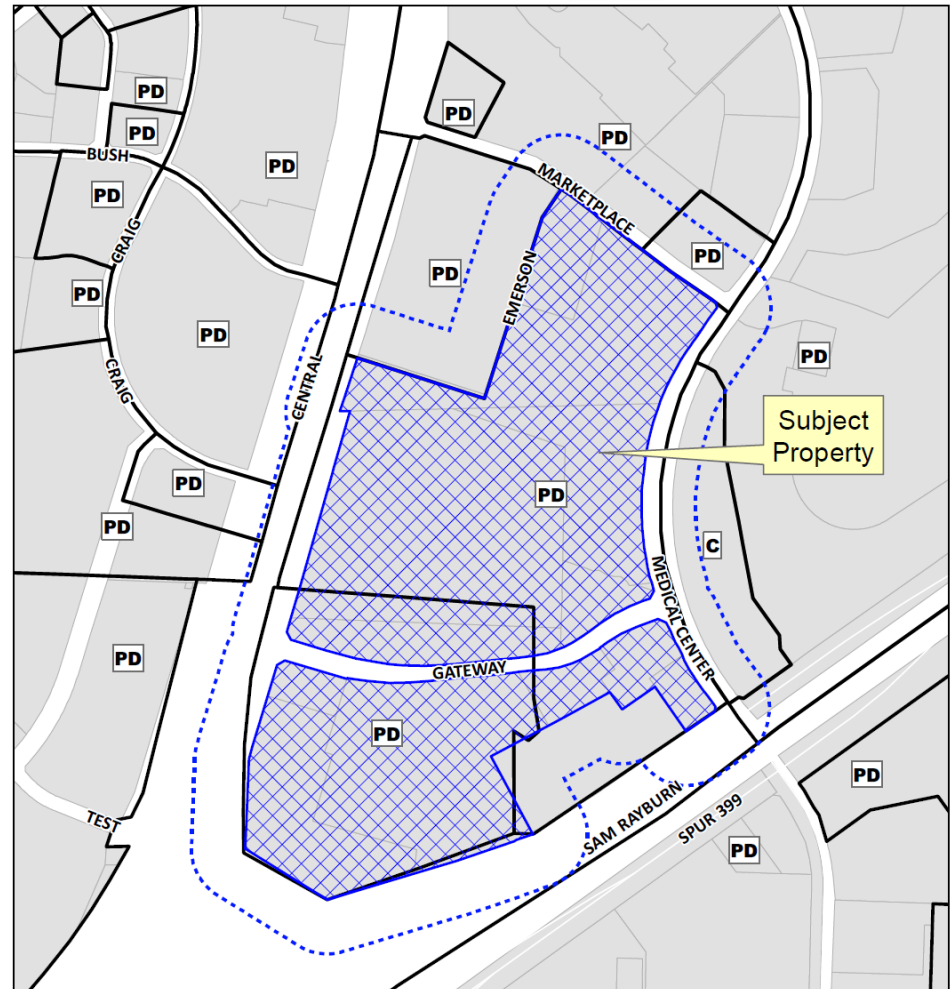 PD
PD
PD
PD
BUSH
PD
MARKETPLACE
PD
CRAIG
PD
PD
EMERSON
PD
PD
PD
CENTRAL
CRAIG
Subject
Property
PD
PD
PD
C
MEDICAL CENTER
PD
GATEWAY
PD
PD
SAM RAYBURN
SPUR 399
TEST
PD